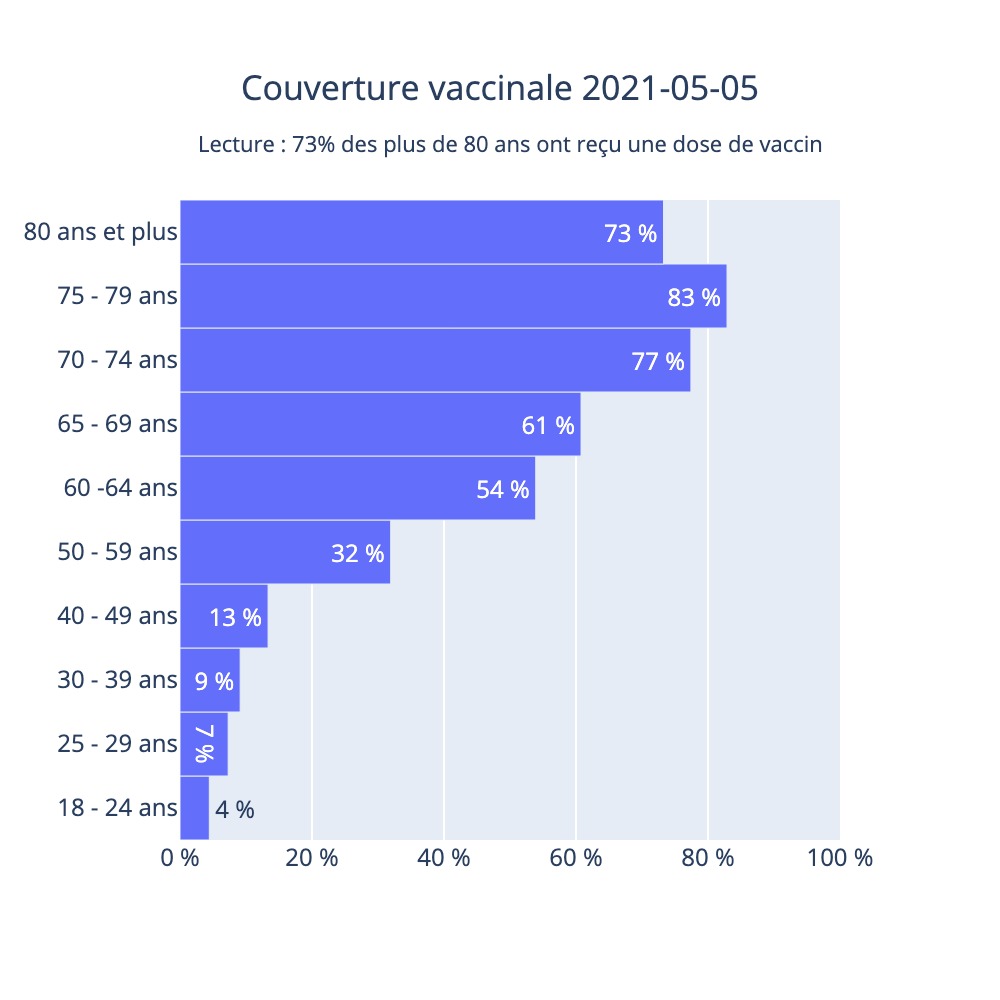 Couverture vaccinale 2021-05-05
Lecture : 73% des plus de 80 ans ont reçu une dose de vaccin
80 ans et plus 73 %
75 - 79 ans 83 %
70 - 74 ans 77 %
65 - 69 ans 61 %
60 -64 ans 54 %
50 - 59 ans 32 %
40 - 49 ans 13 %
30 - 39 ans 9 %
25 - 29 ans 7 %
18 - 24 ans 4 %
0 % 20 % 40 % 60 % 80 % 100 %